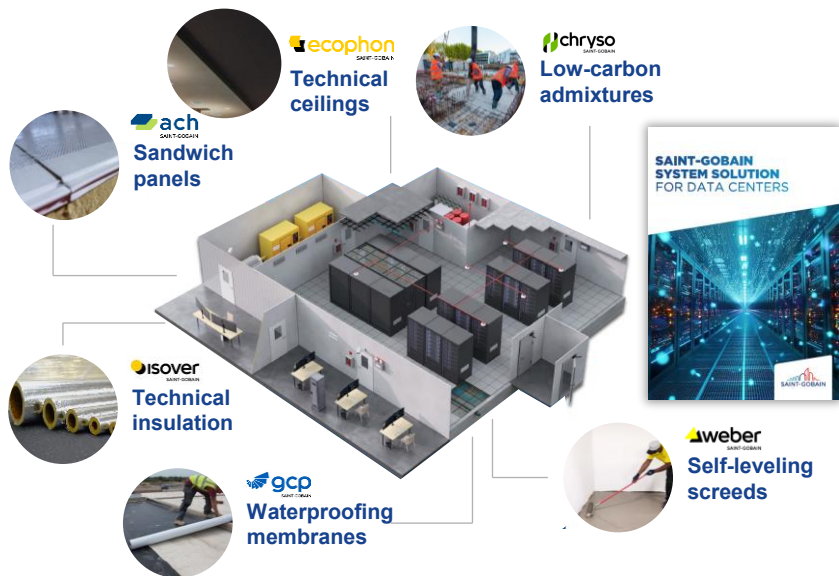 ecophon
SAINT-GOBAIN
Technical
ceilings
chryso
SAINT-GOBAIN
Low-carbon
admixtures
ach
SAINT-GOBAIN
Sandwich
panels
SAINT-GOBAIN
SYSTEM SOLUTION
FOR DATA CENTERS
SAINT-GOBAIN
isover
SAINT-GOBAIN
Technical
insulation
gcp
SAINT-GOBAIN
Waterproofing
membranes
weber
SAINT-GOBAIN
Self-leveling
screeds